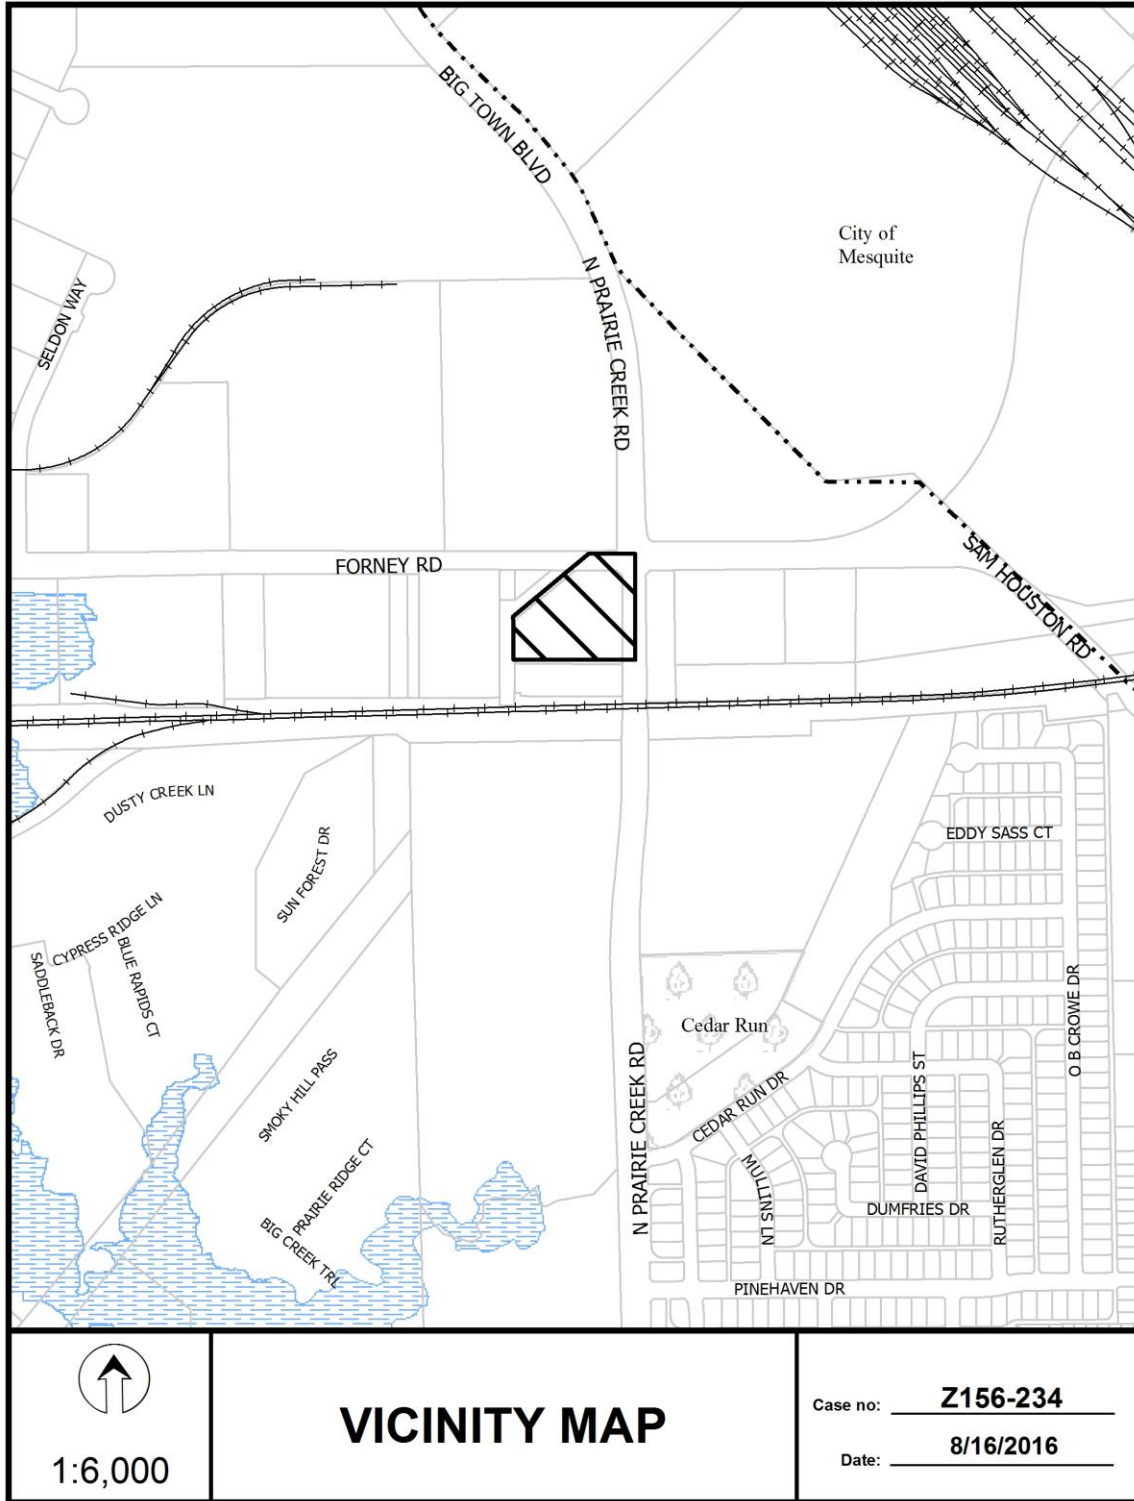 BIG TOWN BLVD
City of
Mesquite
N PRAIRIE CREEK RD
SELDON WAY
FORNEY RD
SAM HOUSTON RD
DUSTY CREEK LN
EDDY SASS CT
SUN FOREST DR
CYPRESS RIDGE LN
BLUE RAPIDS CT
SADDLEBACK DR
O B CROWE DR
Cedar Run
SMOKY HILL PASS
N PRAIRIE CREEK RD
CEDAR RUN DR
DAVID PHILLIPS ST
RUTHERGLEN DR
PRAIRIE RIDGE CT
MULLINS LN
DUMFRIES DR
BIG CREEK TRL
PINEHAVEN DR
1:6,000
VICINITY MAP
Case no: Z156-234
Date: 8/16/2016